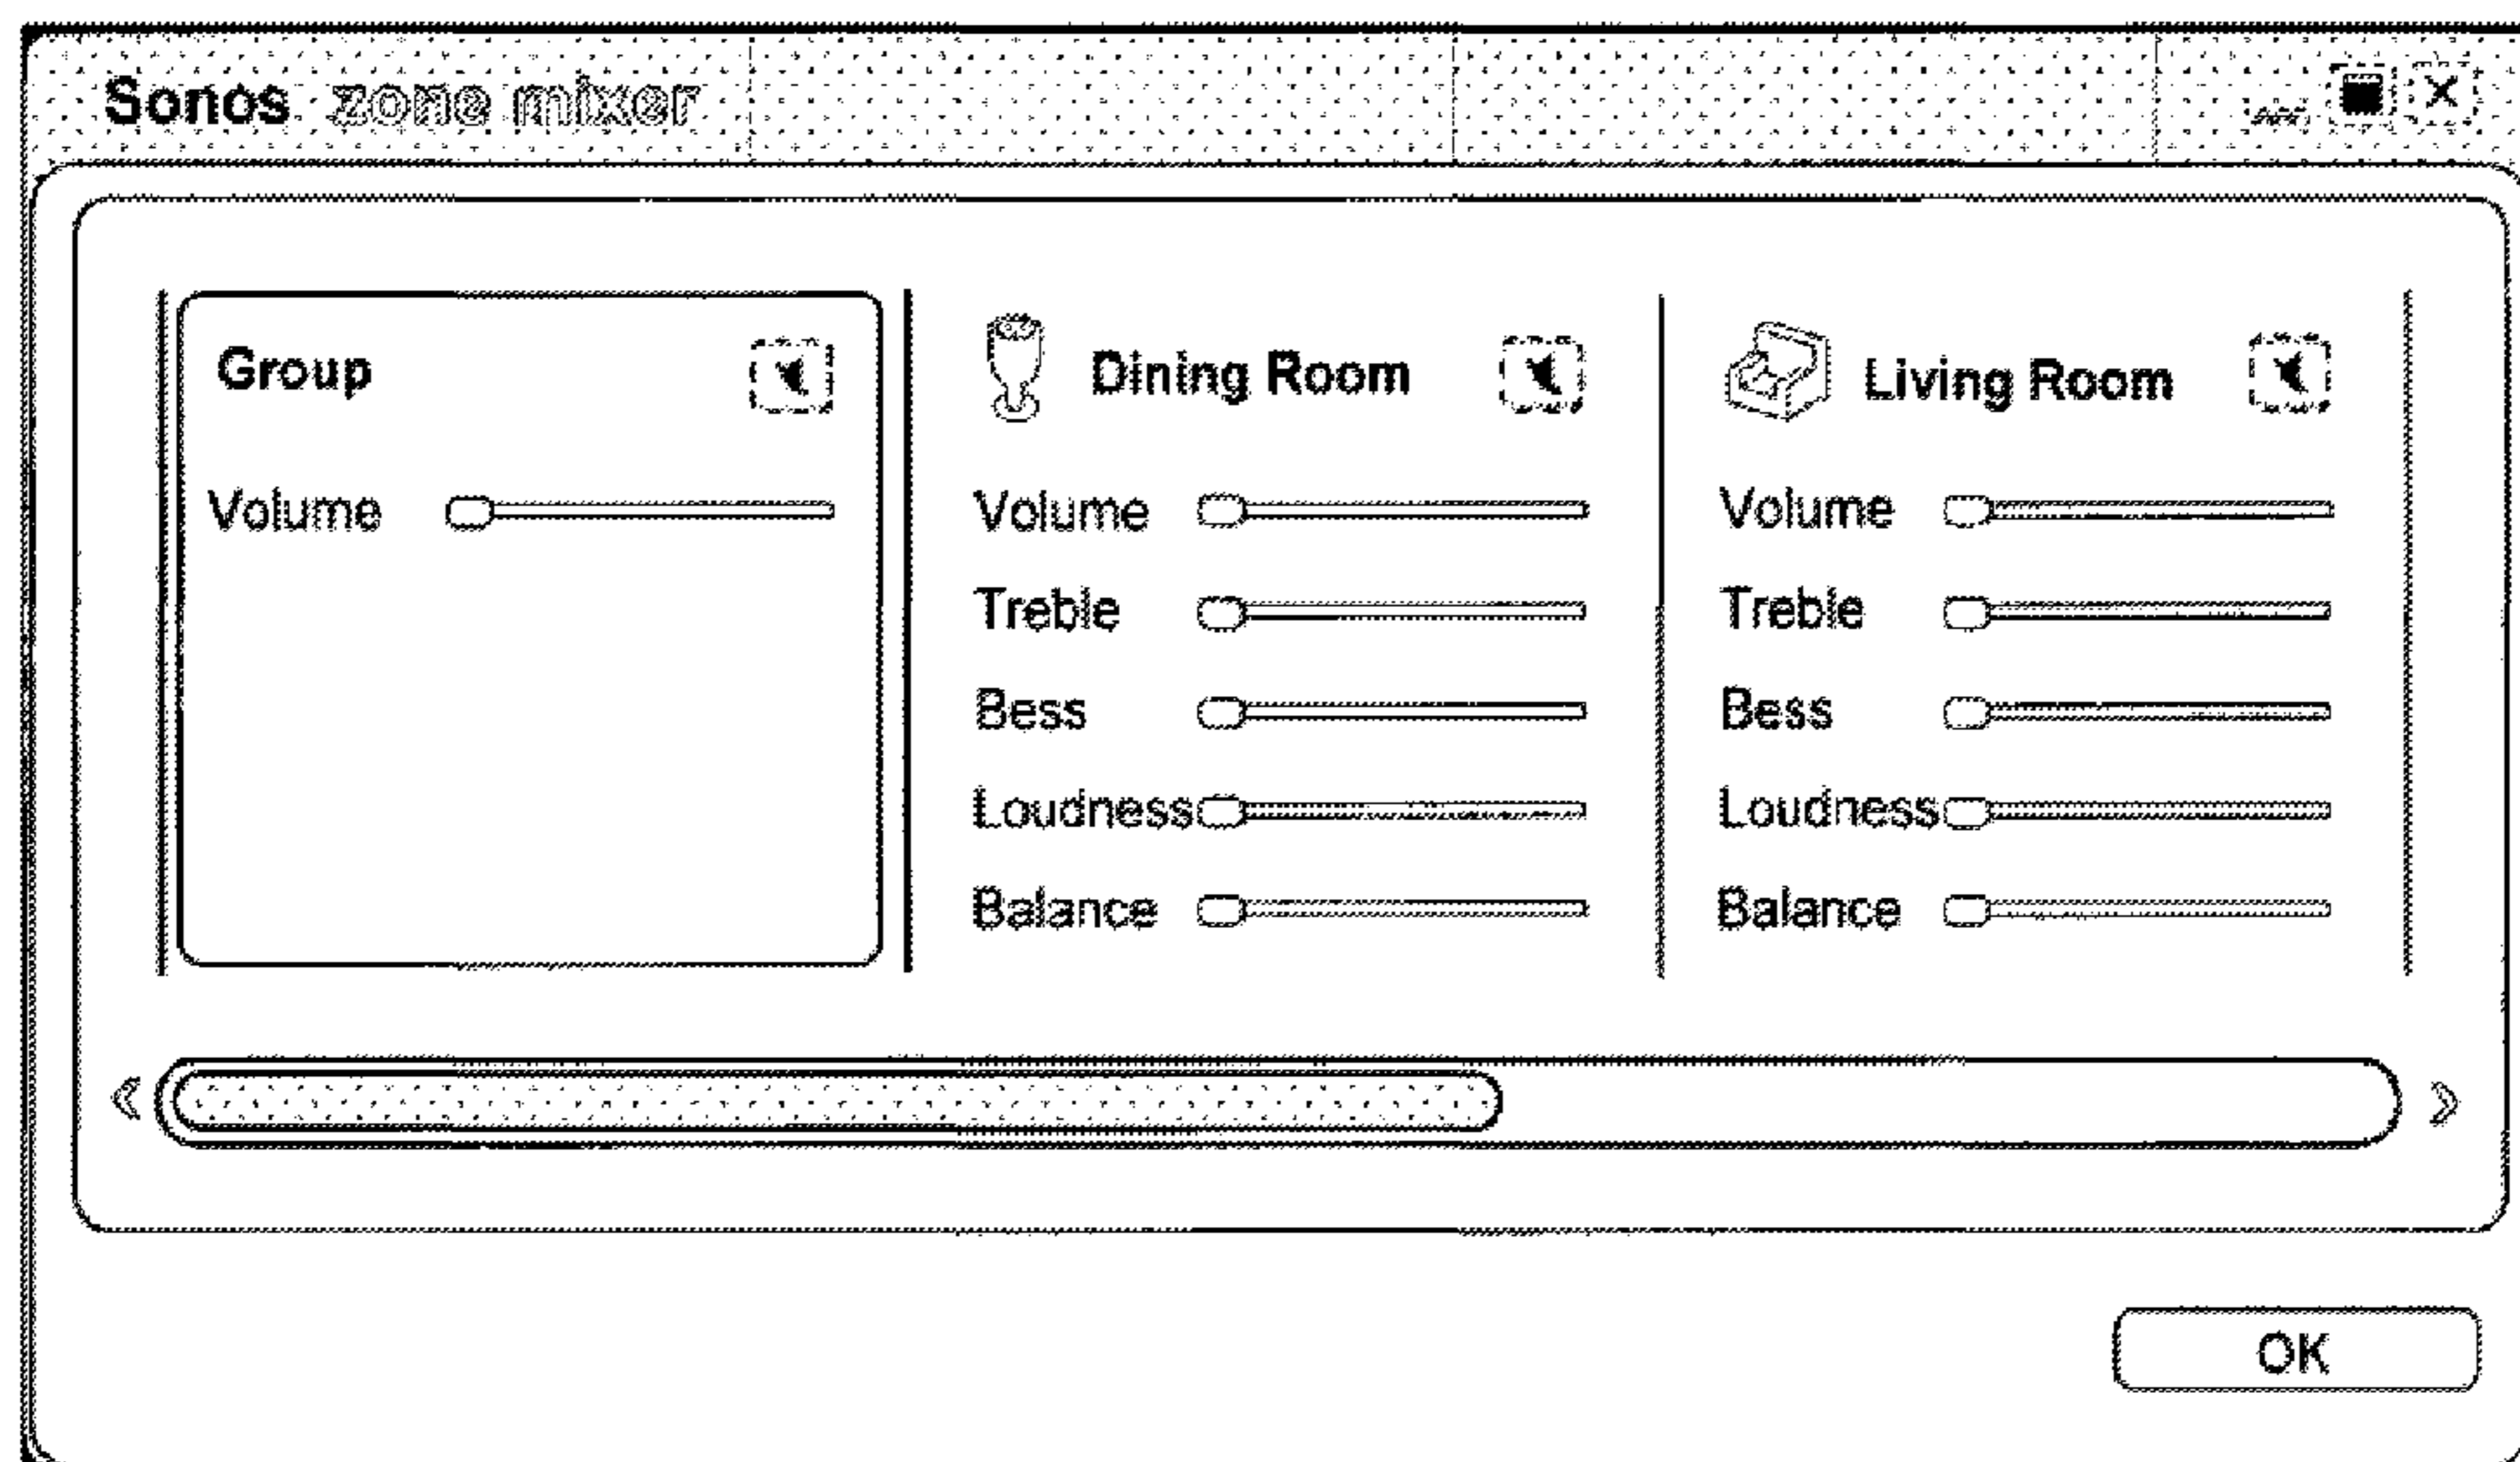 Sonos zone mixer
Group
Volume
Dining Room
Volume
Treble
Bess
Loudness
Balance
Living Room
Volume
Treble
Bess
Loudness
Balance
OK